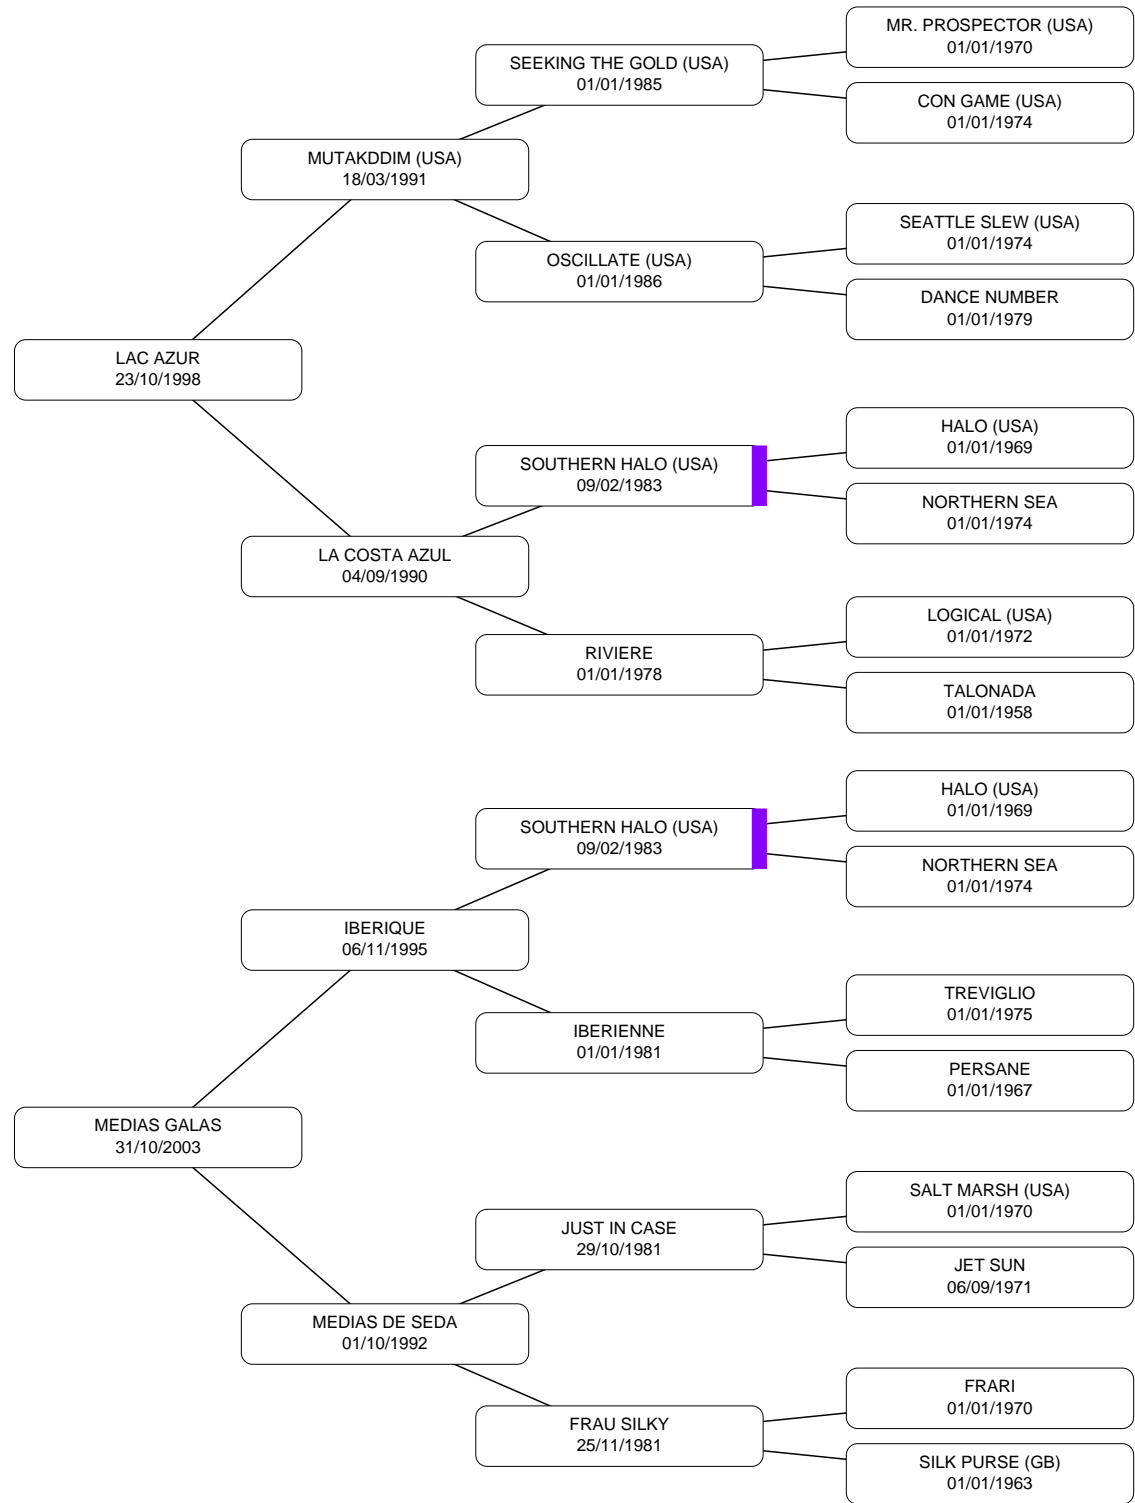 MR. PROSPECTOR (USA)
01/01/1970
SEEKING THE GOLD (USA)
01/01/1985
CON GAME (USA)
01/01/1974
MUTAKDDIM (USA)
18/03/1991
SEATTLE SLEW (USA)
01/01/1974
OSCILLATE (USA)
01/01/1986
DANCE NUMBER
01/01/1979
LAC AZUR
23/10/1998
HALO (USA)
01/01/1969
SOUTHERN HALO (USA)
09/02/1983
NORTHERN SEA
01/01/1974
LA COSTA AZUL
04/09/1990
LOGICAL (USA)
01/01/1972
RIVIERE
01/01/1978
TALONADA
01/01/1958
HALO (USA)
01/01/1969
SOUTHERN HALO (USA)
09/02/1983
NORTHERN SEA
01/01/1974
IBERIQUE
06/11/1995
TREVIGLIO
01/01/1975
IBERIENNE
01/01/1981
PERSANE
01/01/1967
MEDIAS GALAS
31/10/2003
SALT MARSH (USA)
01/01/1970
JUST IN CASE
29/10/1981
JET SUN
06/09/1971
MEDIAS DE SEDA
01/10/1992
FRARI
01/01/1970
FRAU SILKY
25/11/1981
SILK PURSE (GB)
01/01/1963